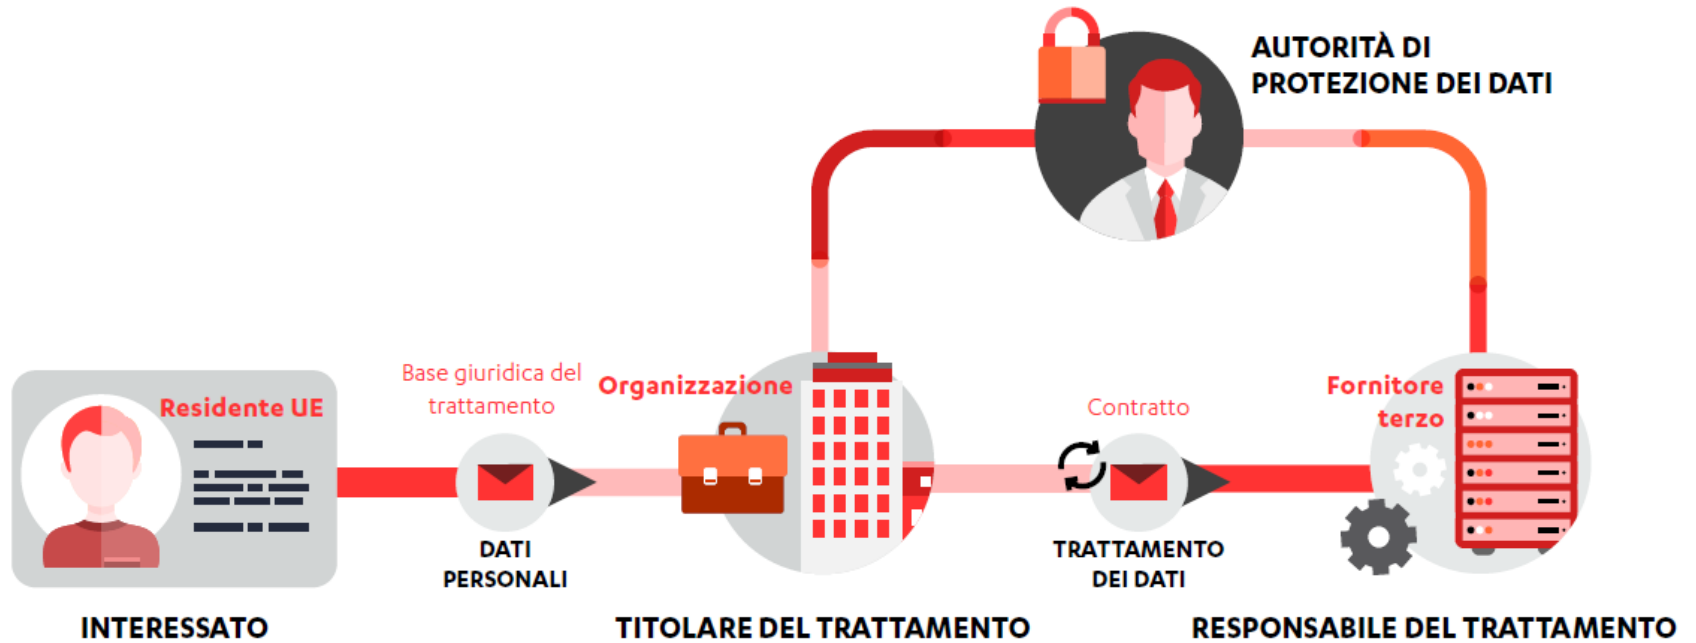 AUTORITÀ DI
PROTEZIONE DEI DATI
Residente UE
INTERESSATO
Base giuridica del
trattamento
DATI
PERSONALI
Organizzazione
TITOLARE DEL TRATTAMENTO
Contratto
TRATTAMENTO
DEI DATI
Fornitore
terzo
RESPONSABILE DEL TRATTAMENTO